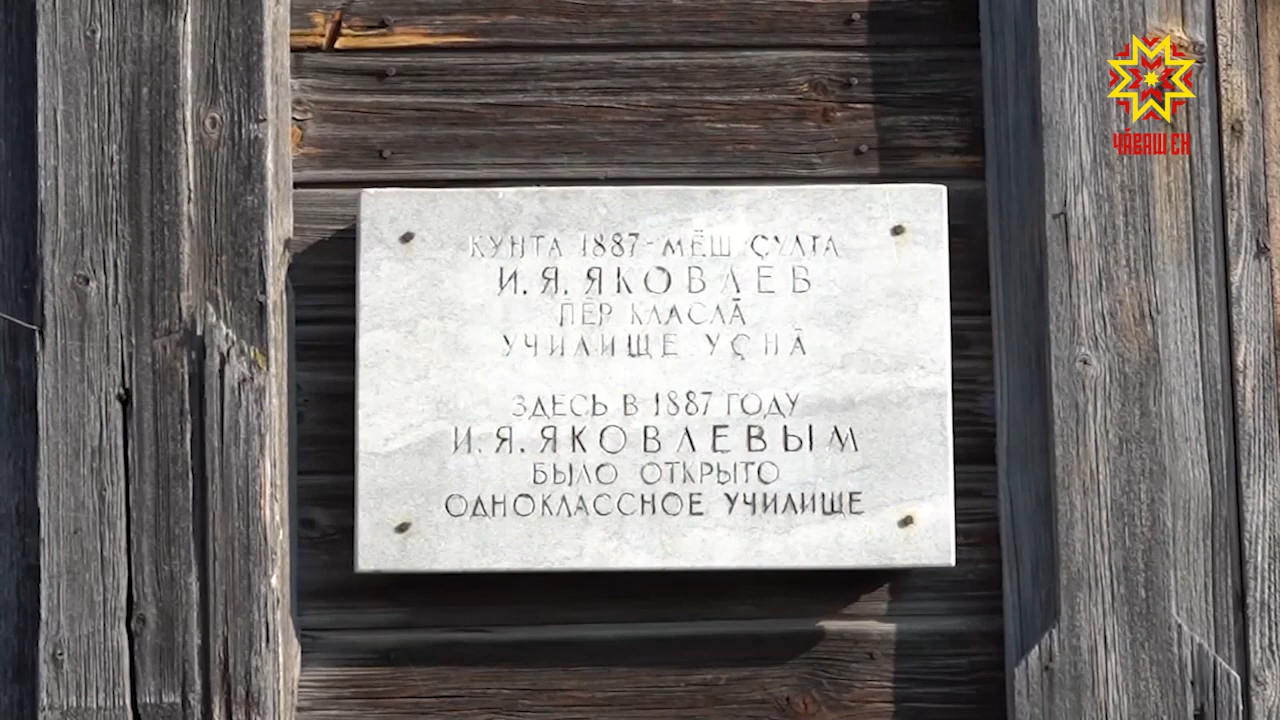 ЧӐВАШ ЕН
КУНТА 1887-МӖШ ҪУЛТА
И. Я. ЯКОВЛЕВ
ПӖР КЛАСЛӐ
УЧИЛИЩЕ УҪНӐ
ЗДЕСЬ В 1887 ГОДУ
И. Я. ЯКОВЛЕВЫМ
БЫЛО ОТКРЫТО
ОДНОКЛАССНОЕ УЧИЛИЩЕ